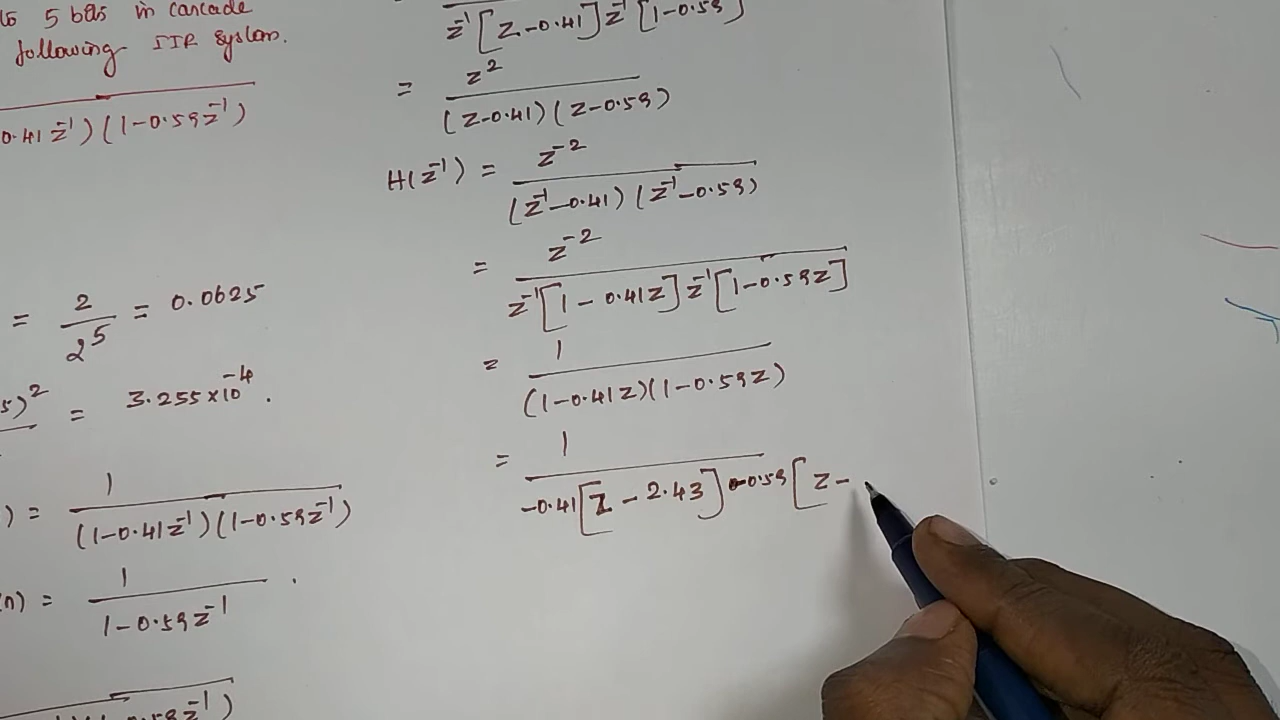 to 5 bits in cascade
following IIR system.
0.41 z⁻¹)(1-0.59z⁻¹)
= 2/2⁵ = 0.0625
5)² = 3.255×10⁻⁴.
) = 1/((1-0.41z⁻¹)(1-0.59z⁻¹))
(n) = 1/(1-0.59z⁻¹).
z⁻¹)
z⁻¹[z-0.41]z⁻¹[1-0.59]
= z²/((z-0.41)(z-0.59))
H(z⁻¹) = z⁻²/((z⁻¹-0.41)(z⁻¹-0.59))
= z⁻²/(z⁻¹[1-0.41z]z⁻¹[1-0.59z])
= 1/((1-0.41z)(1-0.59z))
= 1/(-0.41[z-2.43]-0.59[z-